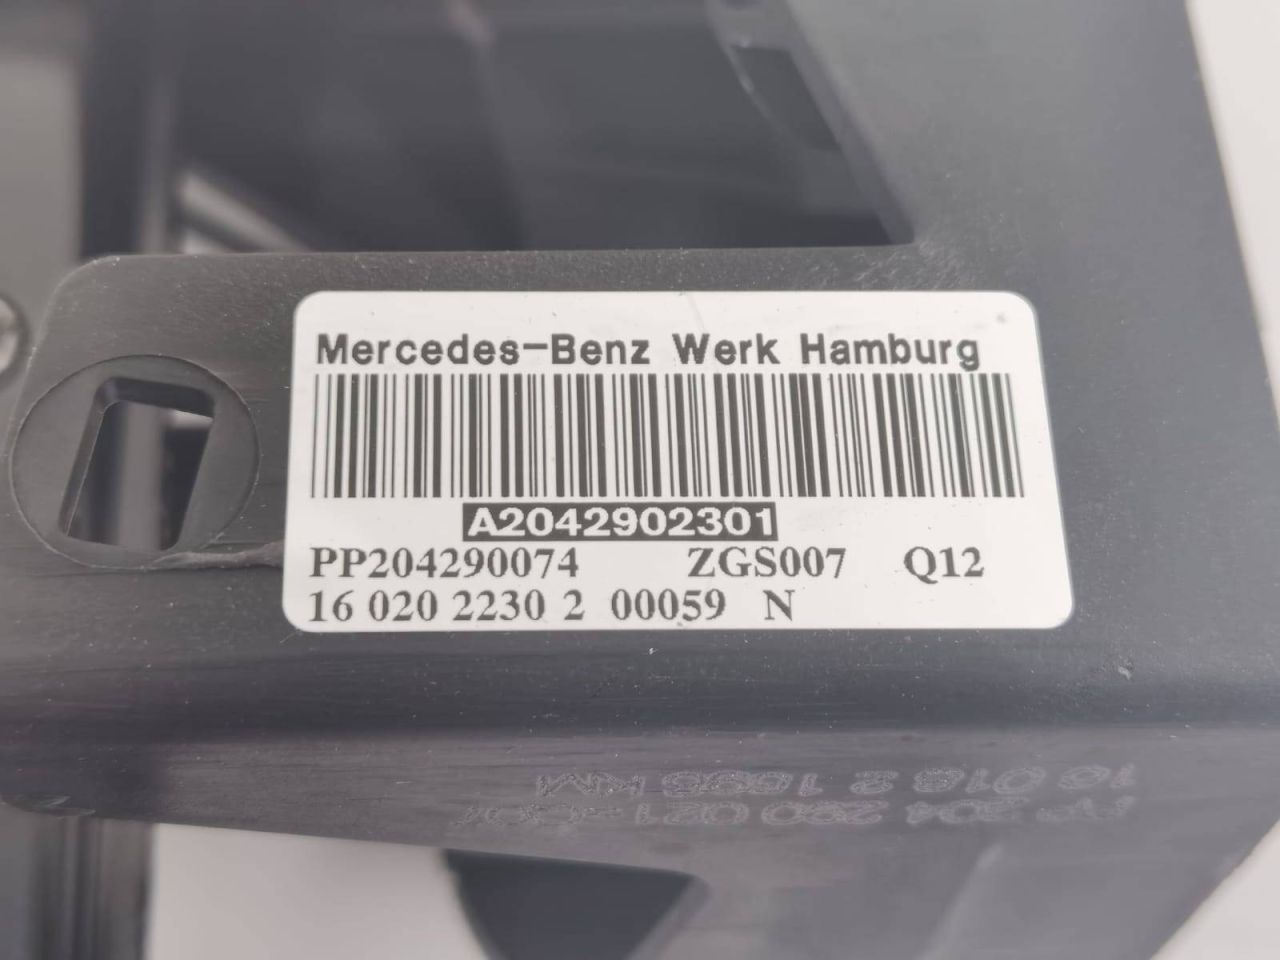 Mercedes-Benz Werk Hamburg
A2042902301
PP204290074 ZGS007 Q12
16 020 2230 2 00059 N